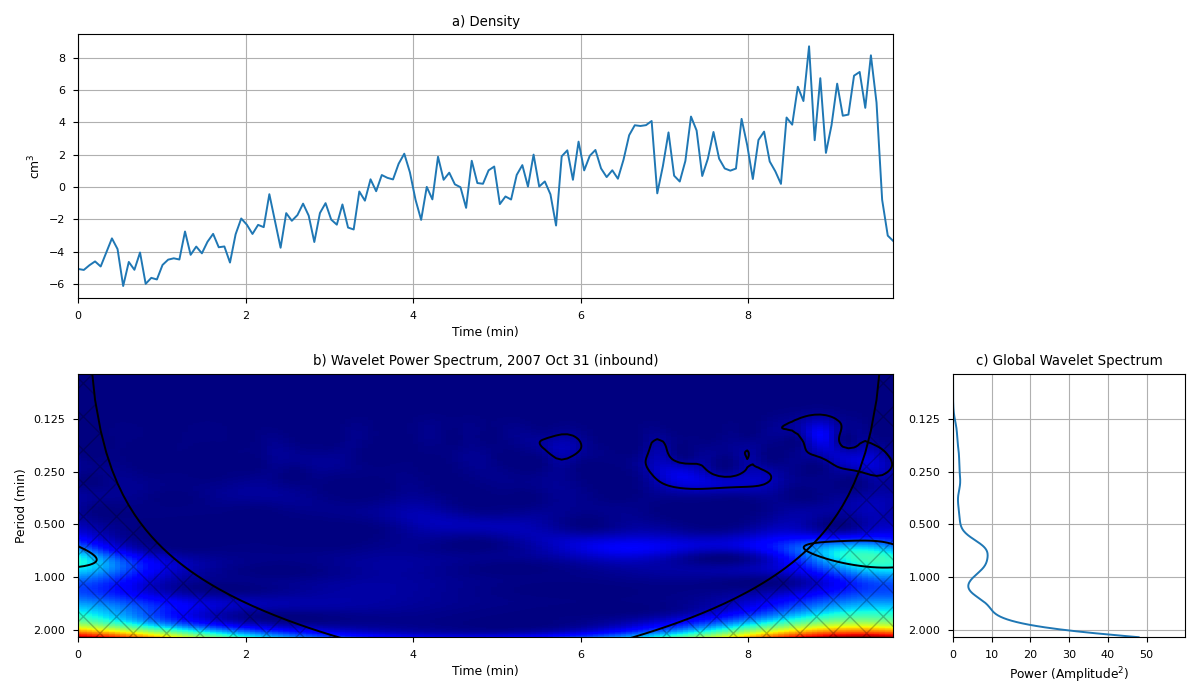 a) Density
cm³
8
6
4
2
0
−2
−4
−6
0 2 4 6 8
Time (min)
b) Wavelet Power Spectrum, 2007 Oct 31 (inbound)
Period (min)
0.125
0.250
0.500
1.000
2.000
0 2 4 6 8
Time (min)
c) Global Wavelet Spectrum
0.125
0.250
0.500
1.000
2.000
0 10 20 30 40 50
Power (Amplitude²)